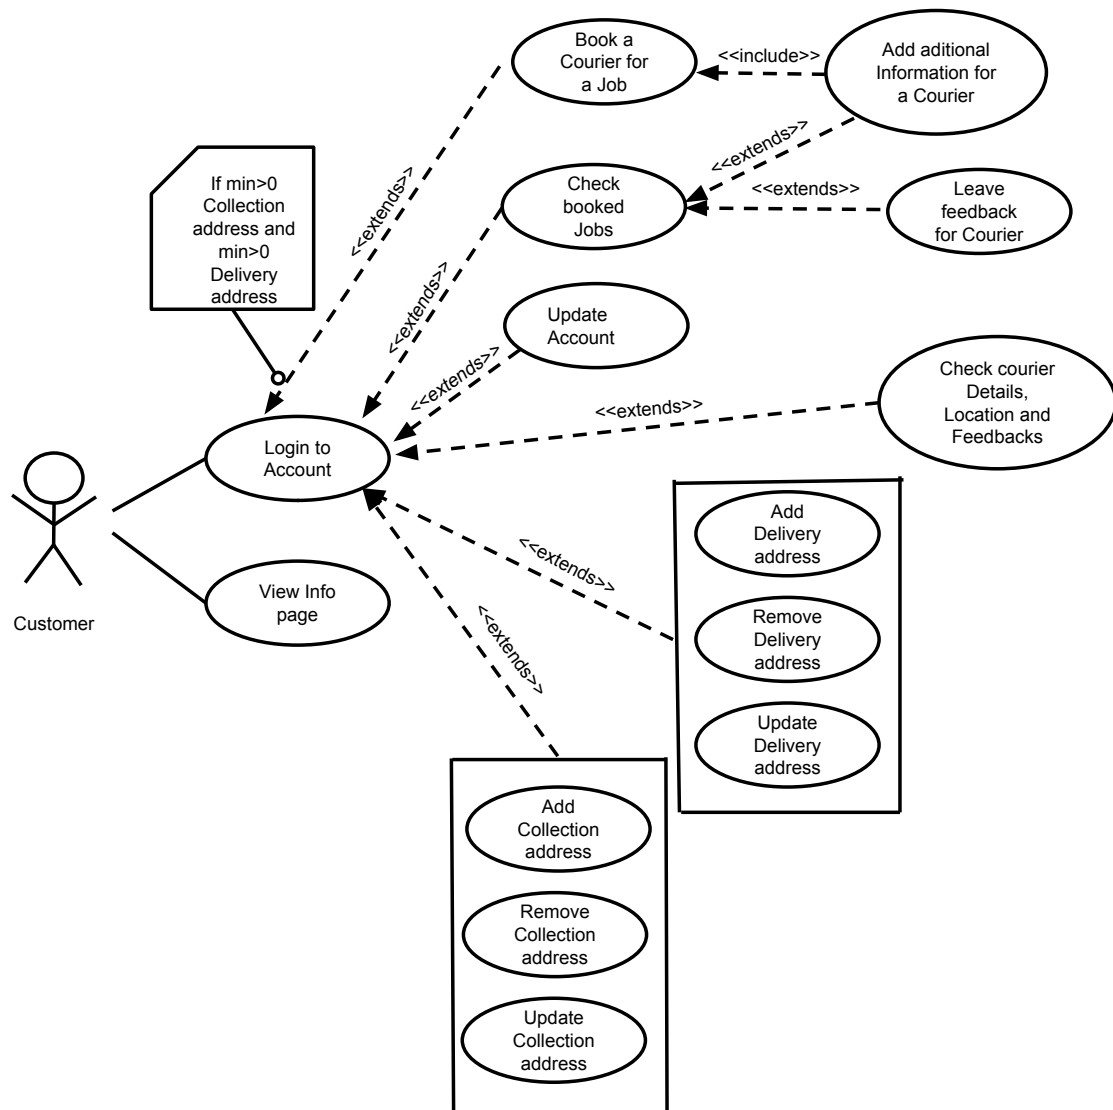 Book a
Courier for
a Job
<<include>>
Add aditional
Information for
a Courier
<<extends>>
<<extends>>
If min>0
Collection
address and
min>0
Delivery
address
<<extends>>
Check
booked
Jobs
<<extends>>
Leave
feedback
for Courier
<<extends>>
Update
Account
<<extends>>
Check courier
Details,
Location and
Feedbacks
<<extends>>
Login to
Account
Customer
View Info
page
<<extends>>
Add
Delivery
address
Remove
Delivery
address
Update
Delivery
address
<<extends>>
Add
Collection
address
Remove
Collection
address
Update
Collection
address